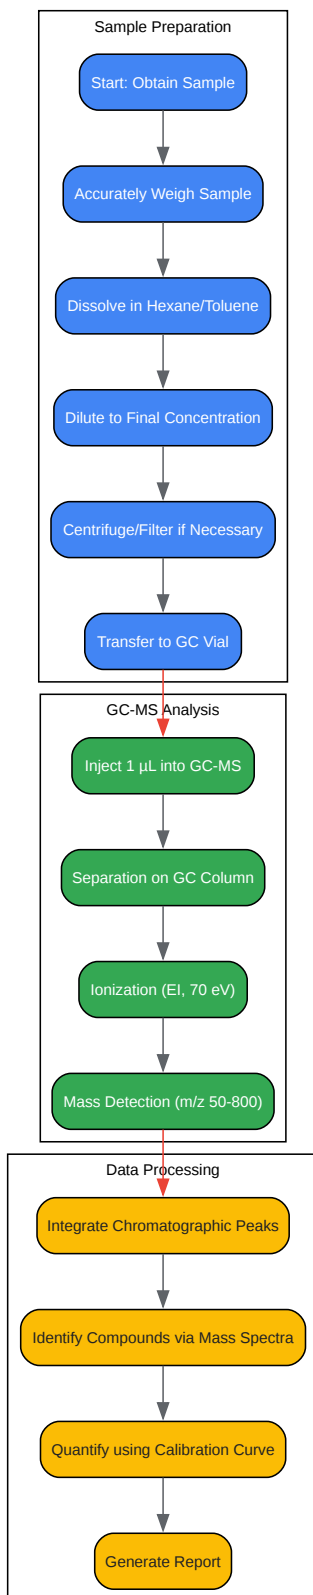 Sample Preparation
Start: Obtain Sample
Accurately Weigh Sample
Dissolve in Hexane/Toluene
Dilute to Final Concentration
Centrifuge/Filter if Necessary
Transfer to GC Vial
GC-MS Analysis
Inject 1 µL into GC-MS
Separation on GC Column
Ionization (EI, 70 eV)
Mass Detection (m/z 50-800)
Data Processing
Integrate Chromatographic Peaks
Identify Compounds via Mass Spectra
Quantify using Calibration Curve
Generate Report